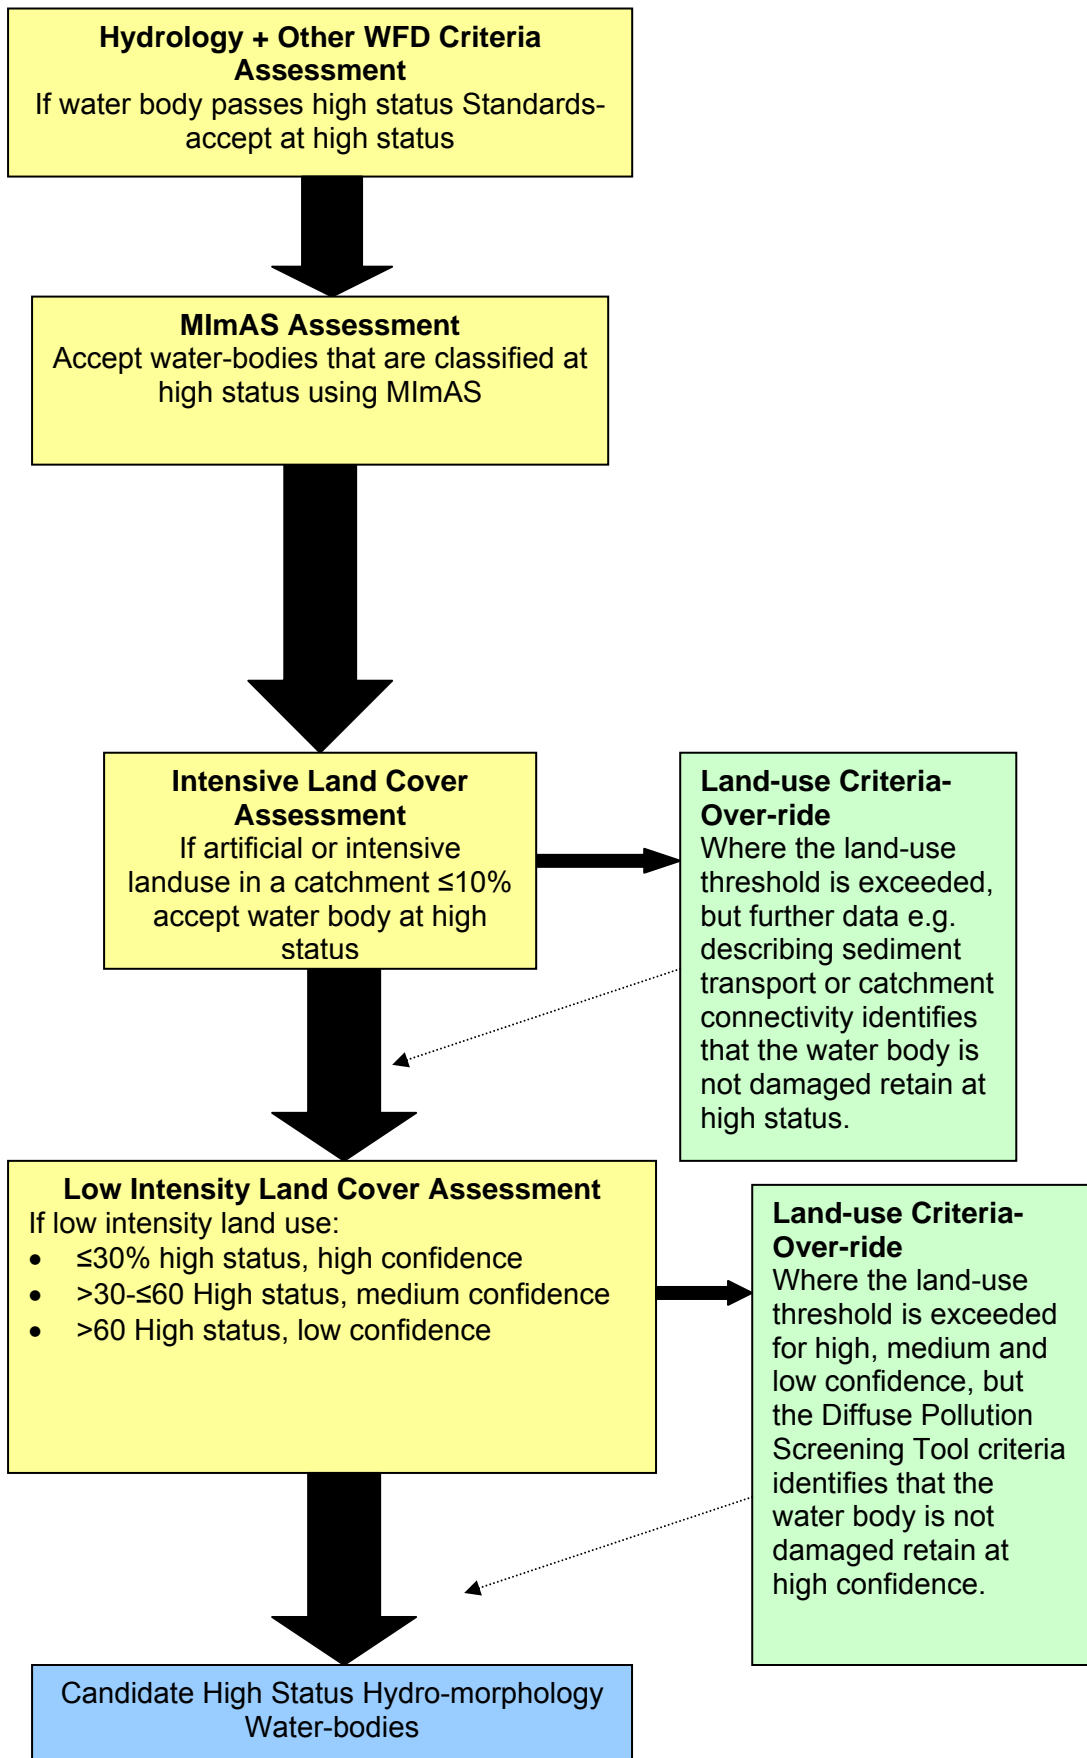 Hydrology + Other WFD Criteria
Assessment
If water body passes high status Standards-
accept at high status
MImAS Assessment
Accept water-bodies that are classified at
high status using MImAS
Intensive Land Cover
Assessment
If artificial or intensive
landuse in a catchment ≤10%
accept water body at high
status
Land-use Criteria-
Over-ride
Where the land-use
threshold is exceeded,
but further data e.g.
describing sediment
transport or catchment
connectivity identifies
that the water body is
not damaged retain at
high status.
Low Intensity Land Cover Assessment
If low intensity land use:
• ≤30% high status, high confidence
• >30-≤60 High status, medium confidence
• >60 High status, low confidence
Land-use Criteria-
Over-ride
Where the land-use
threshold is exceeded
for high, medium and
low confidence, but
the Diffuse Pollution
Screening Tool criteria
identifies that the
water body is not
damaged retain at
high confidence.
Candidate High Status Hydro-morphology
Water-bodies